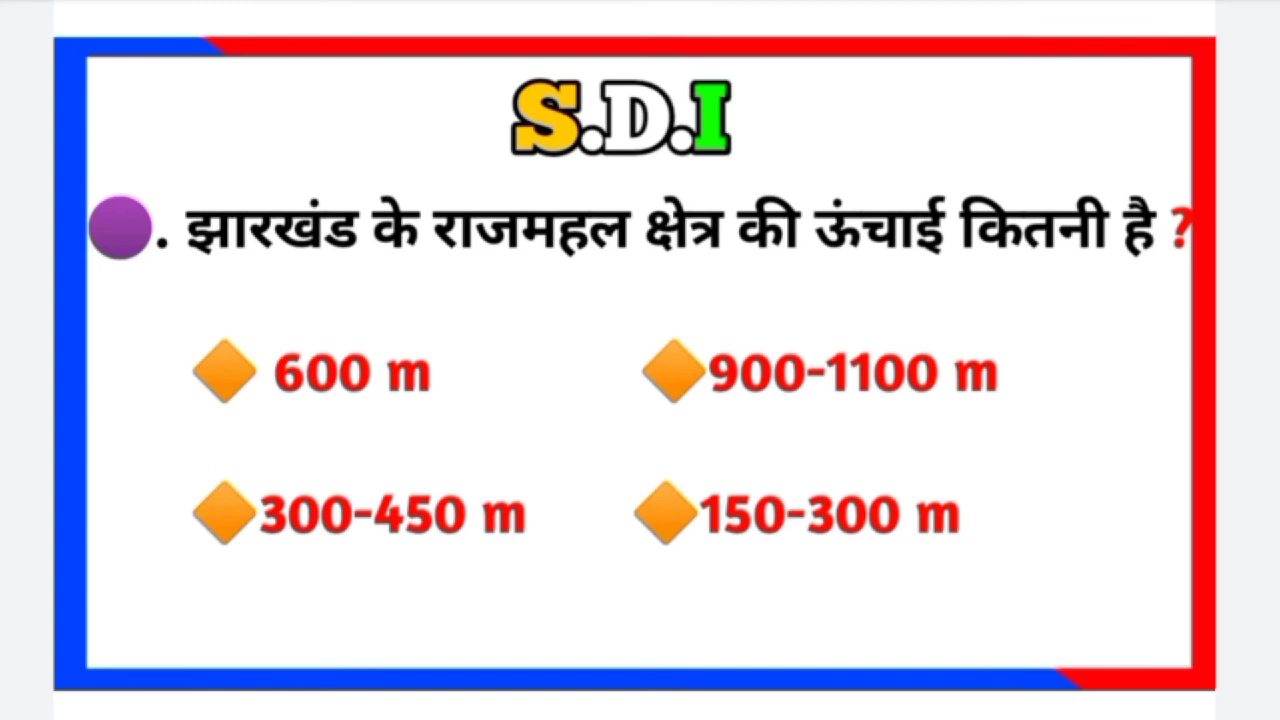 S.D.I
. झारखंड के राजमहल क्षेत्र की ऊंचाई कितनी है ?
600 m
900-1100 m
300-450 m
150-300 m